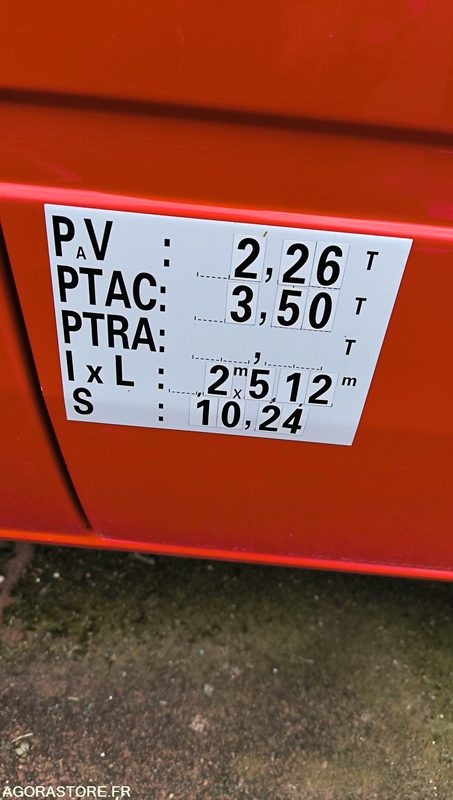 PAV : 2,26 T
PTAC: 3,50 T
PTRA: , T
l x L : 2m x 5,12 m
S : 10,24
AGORASTORE.FR